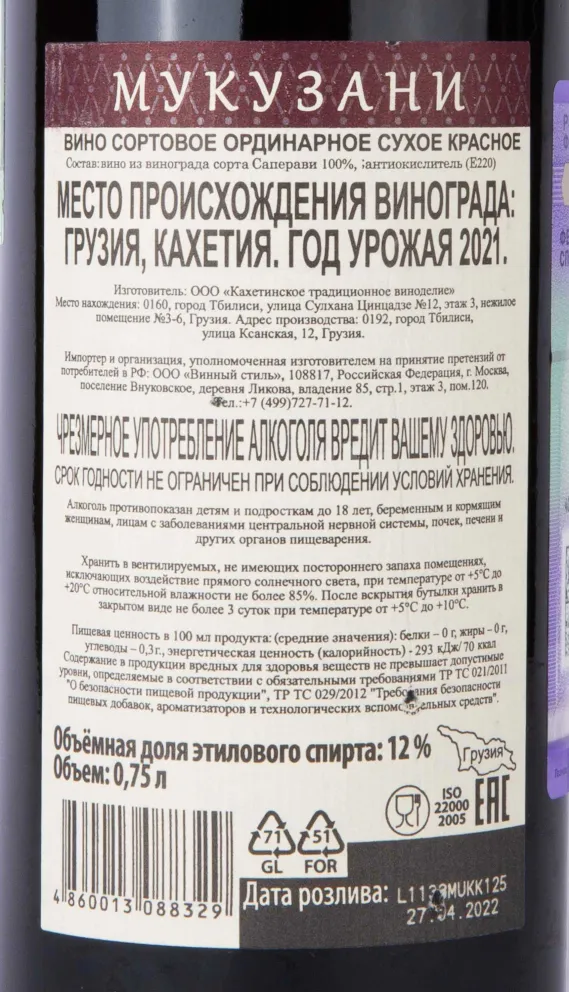 МУКУЗАНИ
ВИНО СОРТОВОЕ ОРДИНАРНОЕ СУХОЕ КРАСНОЕ
Состав:вино из винограда сорта Саперави 100%, антиокислитель (Е220)
МЕСТО ПРОИСХОЖДЕНИЯ ВИНОГРАДА:
ГРУЗИЯ, КАХЕТИЯ. ГОД УРОЖАЯ 2021.
Изготовитель: ООО «Кахетинское традиционное виноделие»
Место нахождения: 0160, город Тбилиси, улица Сулхана Цинцадзе №12, этаж 3, нежилое
помещение №3-6, Грузия. Адрес производства: 0192, город Тбилиси,
улица Ксанская, 12, Грузия.
Импортер и организация, уполномоченная изготовителем на принятие претензий от
потребителей в РФ: ООО «Винный стиль», 108817, Российская Федерация, г. Москва,
поселение Внуковское, деревня Ликова, владение 85, стр.1, этаж 3, пом.120.
Тел.:+7 (499)727-71-12.
ЧРЕЗМЕРНОЕ УПОТРЕБЛЕНИЕ АЛКОГОЛЯ ВРЕДИТ ВАШЕМУ ЗДОРОВЬЮ.
СРОК ГОДНОСТИ НЕ ОГРАНИЧЕН ПРИ СОБЛЮДЕНИИ УСЛОВИЙ ХРАНЕНИЯ.
Алкоголь противопоказан детям и подросткам до 18 лет, беременным и кормящим
женщинам, лицам с заболеваниями центральной нервной системы, почек, печени и
других органов пищеварения.
Хранить в вентилируемых, не имеющих постороннего запаха помещениях,
исключающих воздействие прямого солнечного света, при температуре от +5°С до
+20°С относительной влажности не более 85%. После вскрытия бутылки хранить в
закрытом виде не более 3 суток при температуре от +5°С до +10°С.
Пищевая ценность в 100 мл продукта: (средние значения): белки – 0 г, жиры – 0 г,
углеводы – 0,3г., энергетическая ценность (калорийность) - 293 кДж/ 70 ккал
Содержание в продукции вредных для здоровья веществ не превышает допустимые
уровни, определяемые в соответствии с обязательными требованиями ТР ТС 021/2011
"О безопасности пищевой продукции", ТР ТС 029/2012 "Требования безопасности
пищевых добавок, ароматизаторов и технологических вспомогательных средств".
Объёмная доля этилового спирта: 12 %
Объем: 0,75 л
Грузия
ISO
22000
2005
EAC
71
GL
51
FOR
4 860013 088329
Дата розлива:
27.04.2022